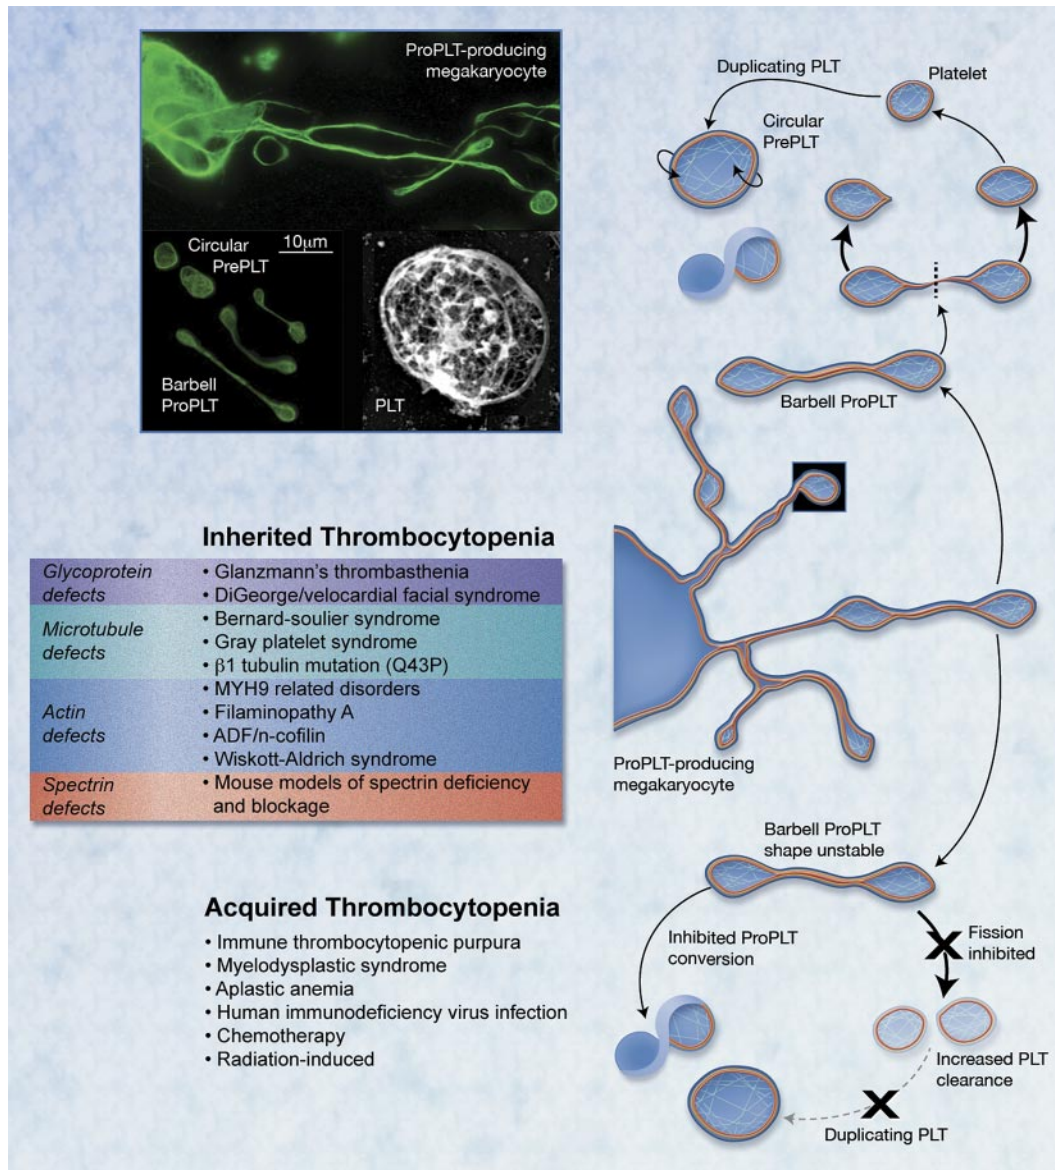 ProPLT-producing
megakaryocyte
Circular
PrePLT
10µm
Barbell
ProPLT
PLT
Duplicating PLT
Platelet
Circular
PrePLT
Barbell ProPLT
ProPLT-producing
megakaryocyte
Inherited Thrombocytopenia
Glycoprotein
defects
• Glanzmann's thrombasthenia
• DiGeorge/velocardial facial syndrome
Microtubule
defects
• Bernard-soulier syndrome
• Gray platelet syndrome
• β1 tubulin mutation (Q43P)
Actin
defects
• MYH9 related disorders
• Filaminopathy A
• ADF/n-cofilin
• Wiskott-Aldrich syndrome
Spectrin
defects
• Mouse models of spectrin deficiency
and blockage
Acquired Thrombocytopenia
• Immune thrombocytopenic purpura
• Myelodysplastic syndrome
• Aplastic anemia
• Human immunodeficiency virus infection
• Chemotherapy
• Radiation-induced
Barbell ProPLT
shape unstable
Inhibited ProPLT
conversion
Fission
inhibited
Increased PLT
clearance
Duplicating PLT